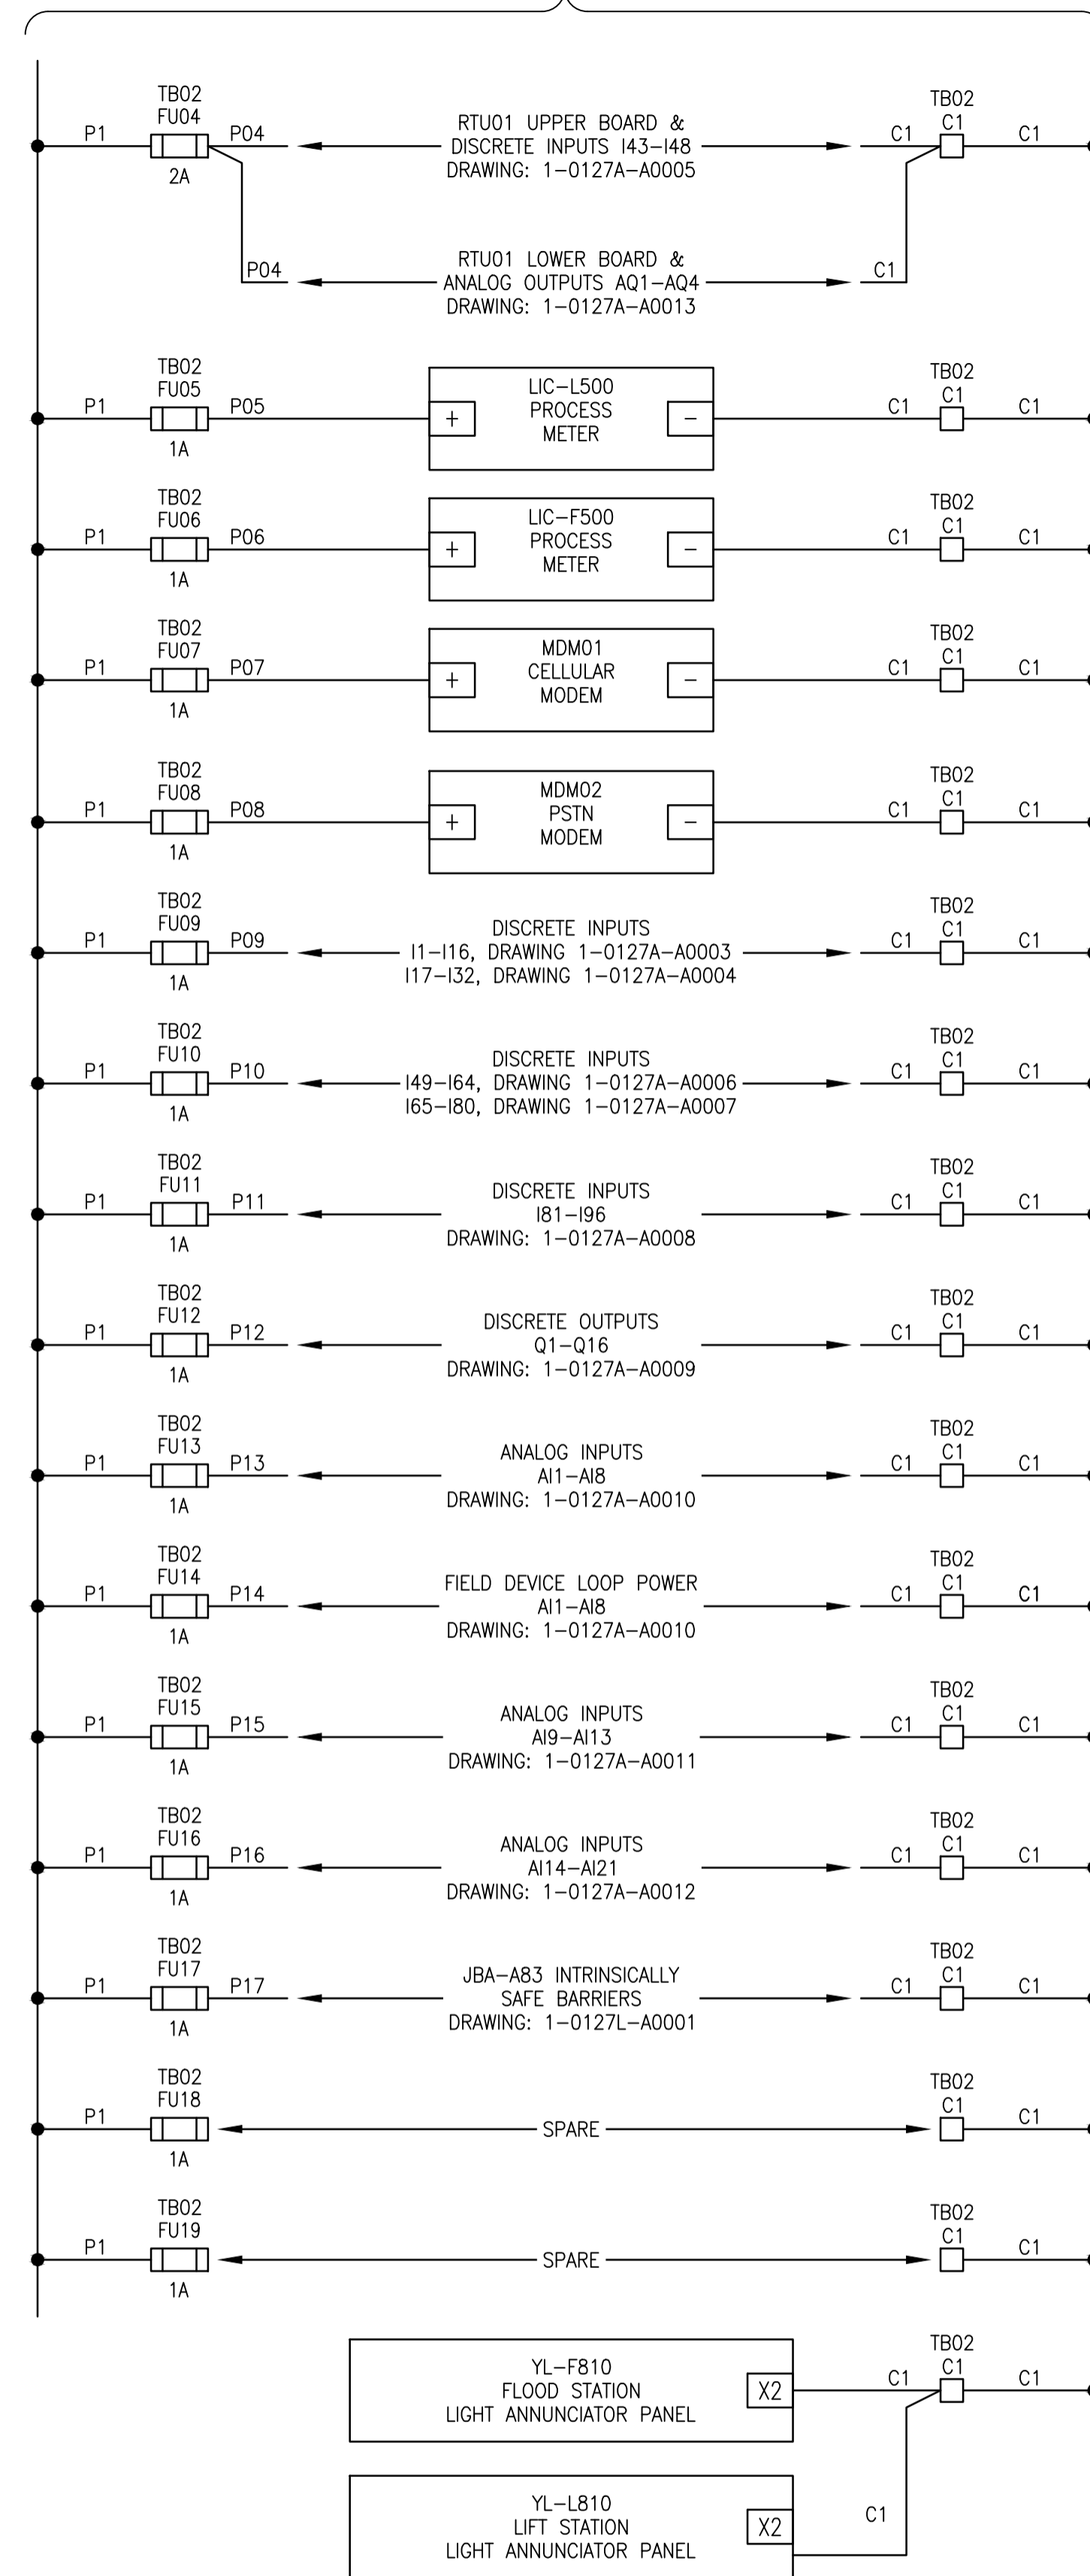 TB02
FU04
P1
P04
2A
RTU01 UPPER BOARD &
DISCRETE INPUTS I43-I48
DRAWING: 1-0127A-A0005
C1
TB02
C1
C1
P04
RTU01 LOWER BOARD &
ANALOG OUTPUTS AQ1-AQ4
DRAWING: 1-0127A-A0013
C1
TB02
FU05
P1
P05
1A
LIC-L500
PROCESS
METER
+
-
C1
TB02
C1
C1
TB02
FU06
P1
P06
1A
LIC-F500
PROCESS
METER
+
-
C1
TB02
C1
C1
TB02
FU07
P1
P07
1A
MDM01
CELLULAR
MODEM
+
-
C1
TB02
C1
C1
TB02
FU08
P1
P08
1A
MDM02
PSTN
MODEM
+
-
C1
TB02
C1
C1
TB02
FU09
P1
P09
1A
DISCRETE INPUTS
I1-I16, DRAWING 1-0127A-A0003
I17-I32, DRAWING 1-0127A-A0004
C1
TB02
C1
C1
TB02
FU10
P1
P10
1A
DISCRETE INPUTS
I49-I64, DRAWING 1-0127A-A0006
I65-I80, DRAWING 1-0127A-A0007
C1
TB02
C1
C1
TB02
FU11
P1
P11
1A
DISCRETE INPUTS
I81-I96
DRAWING: 1-0127A-A0008
C1
TB02
C1
C1
TB02
FU12
P1
P12
1A
DISCRETE OUTPUTS
Q1-Q16
DRAWING: 1-0127A-A0009
C1
TB02
C1
C1
TB02
FU13
P1
P13
1A
ANALOG INPUTS
AI1-AI8
DRAWING: 1-0127A-A0010
C1
TB02
C1
C1
TB02
FU14
P1
P14
1A
FIELD DEVICE LOOP POWER
AI1-AI8
DRAWING: 1-0127A-A0010
C1
TB02
C1
C1
TB02
FU15
P1
P15
1A
ANALOG INPUTS
AI9-AI13
DRAWING: 1-0127A-A0011
C1
TB02
C1
C1
TB02
FU16
P1
P16
1A
ANALOG INPUTS
AI14-AI21
DRAWING: 1-0127A-A0012
C1
TB02
C1
C1
TB02
FU17
P1
P17
1A
JBA-A83 INTRINSICALLY
SAFE BARRIERS
DRAWING: 1-0127L-A0001
C1
TB02
C1
C1
TB02
FU18
P1
1A
SPARE
TB02
C1
C1
TB02
FU19
P1
1A
SPARE
TB02
C1
C1
YL-F810
FLOOD STATION
LIGHT ANNUNCIATOR PANEL
X2
C1
TB02
C1
C1
YL-L810
LIFT STATION
LIGHT ANNUNCIATOR PANEL
X2
C1